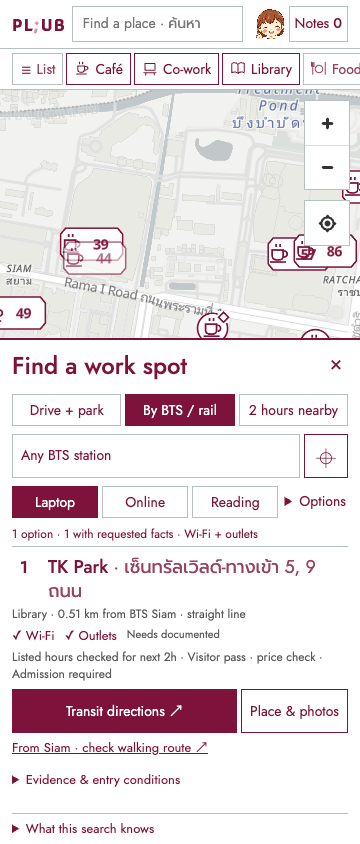 PL;UB
Find a place · ค้นหา
Notes 0
≡ List
Café
Co-work
Library
Food
Treatment
Pond
+
−
39
44
86
SIAM
สยาม
49
Rama I Road ถนนพระรามที่
Find a work spot
×
Drive + park
By BTS / rail
2 hours nearby
Any BTS station
Laptop
Online
Reading
▶ Options
1 option · 1 with requested facts · Wi-Fi + outlets
1 TK Park · เซ็นทรัลเวิลด์-ทางเข้า 5, 9
ถนน
Library · 0.51 km from BTS Siam · straight line
✓ Wi-Fi ✓ Outlets Needs documented
Listed hours checked for next 2h · Visitor pass · price check ·
Admission required
Transit directions ↗
Place & photos
From Siam · check walking route ↗
▶ Evidence & entry conditions
▶ What this search knows